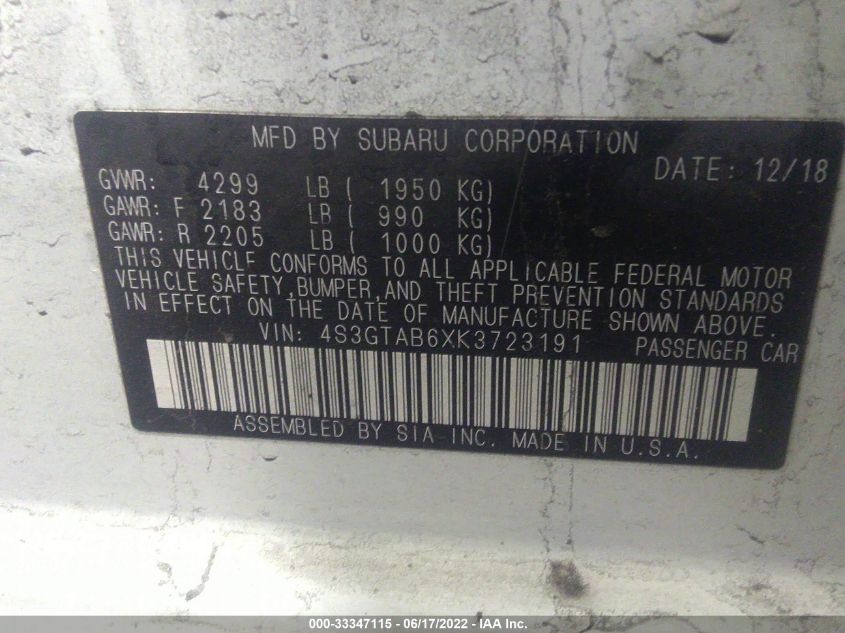 MFD BY SUBARU CORPORATION
DATE: 12/18
GVWR: 4299 LB ( 1950 KG)
GAWR: F 2183 LB ( 990 KG)
GAWR: R 2205 LB ( 1000 KG)
THIS VEHICLE CONFORMS TO ALL APPLICABLE FEDERAL MOTOR
VEHICLE SAFETY,BUMPER,AND THEFT PREVENTION STANDARDS
IN EFFECT ON THE DATE OF MANUFACTURE SHOWN ABOVE.
VIN: 4S3GTAB6XK3723191 PASSENGER CAR
ASSEMBLED BY SIA-INC. MADE IN U.S.A.
000-33347115 - 06/17/2022 - IAA Inc.